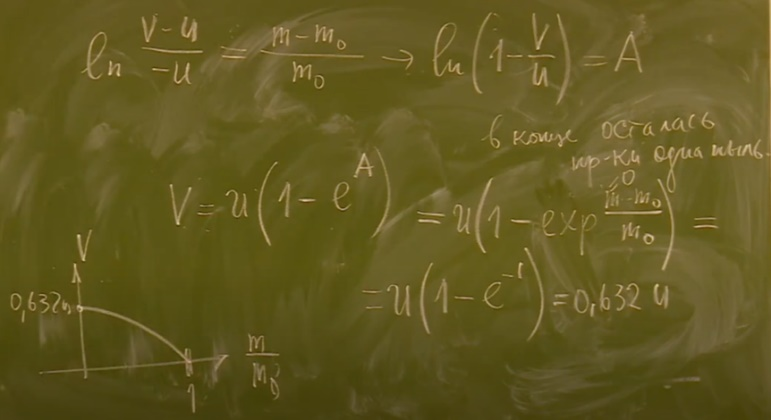 ln (V-u)/(-u) = (m-m₀)/m₀ → ln(1-V/u) = A
в конце осталась
пр-ки одна пыль.
V = u(1-e^A) = u(1-exp (m-m₀)/m₀) =
0
= u(1-e^-1) = 0,632 u
V
0,632u
m/m₀
1